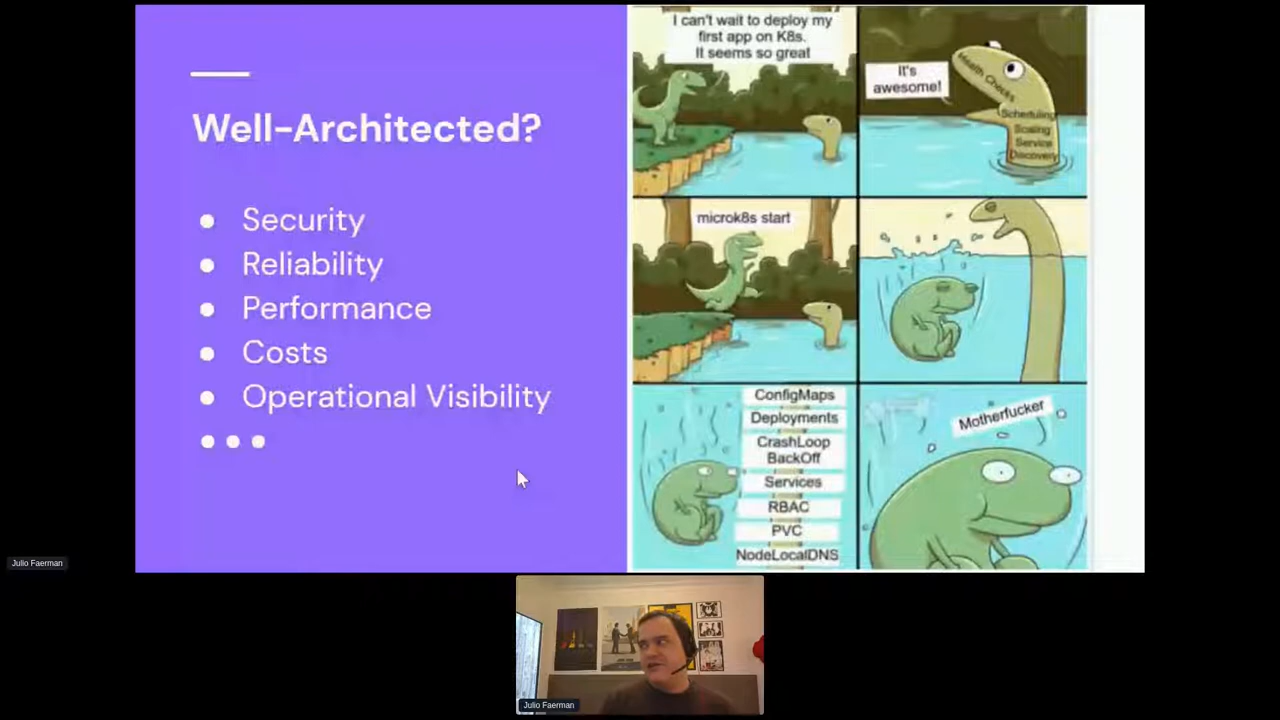 Well-Architected?
● Security
● Reliability
● Performance
● Costs
● Operational Visibility
● ● ●
I can't wait to deploy my
first app on K8s.
It seems so great
It's
awesome!
Health Checks
Scheduling
Scaling
Service
Discovery
microk8s start
ConfigMaps
Deployments
CrashLoop
BackOff
Services
RBAC
PVC
NodeLocalDNS
Motherfucker
Julio Faerman
Julio Faerman